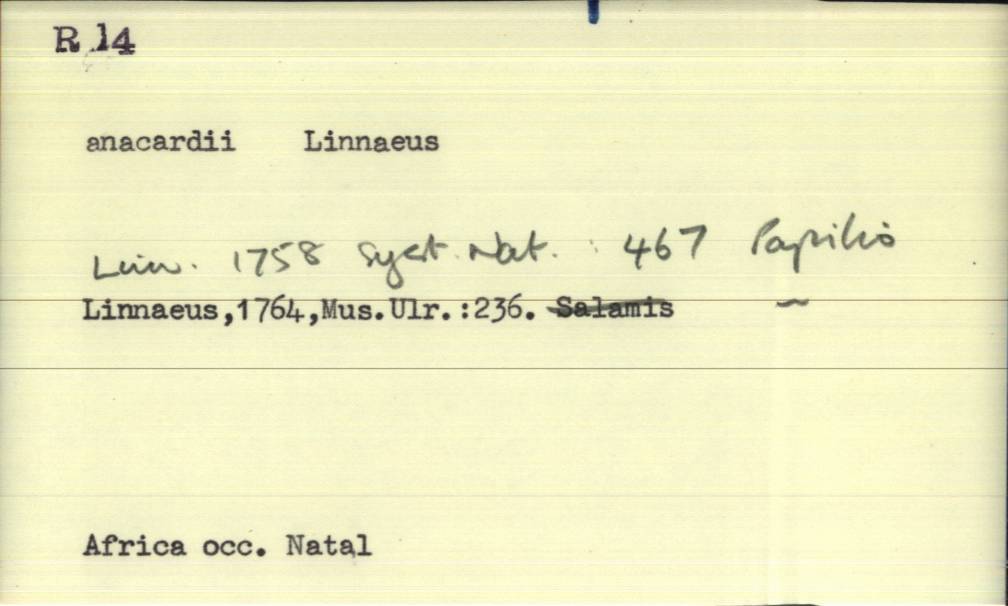 R 14
anacardii Linnaeus
Linn. 1758 Syst. Nat. : 467 Papilio
Linnaeus,1764,Mus.Ulr.:236. Salamis ~
Africa occ. Natal